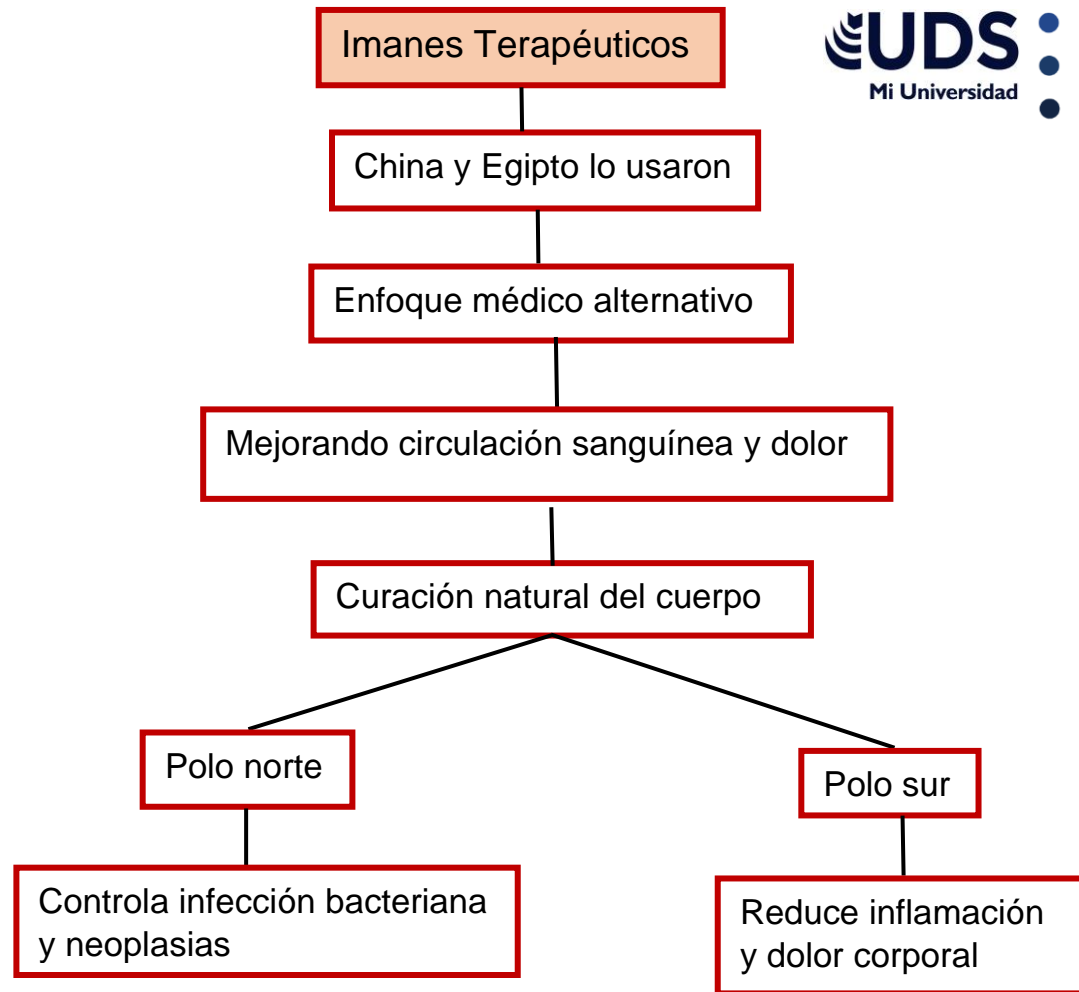 Imanes Terapéuticos
UDS
Mi Universidad
China y Egipto lo usaron
Enfoque médico alternativo
Mejorando circulación sanguínea y dolor
Curación natural del cuerpo
Polo norte
Polo sur
Controla infección bacteriana
y neoplasias
Reduce inflamación
y dolor corporal